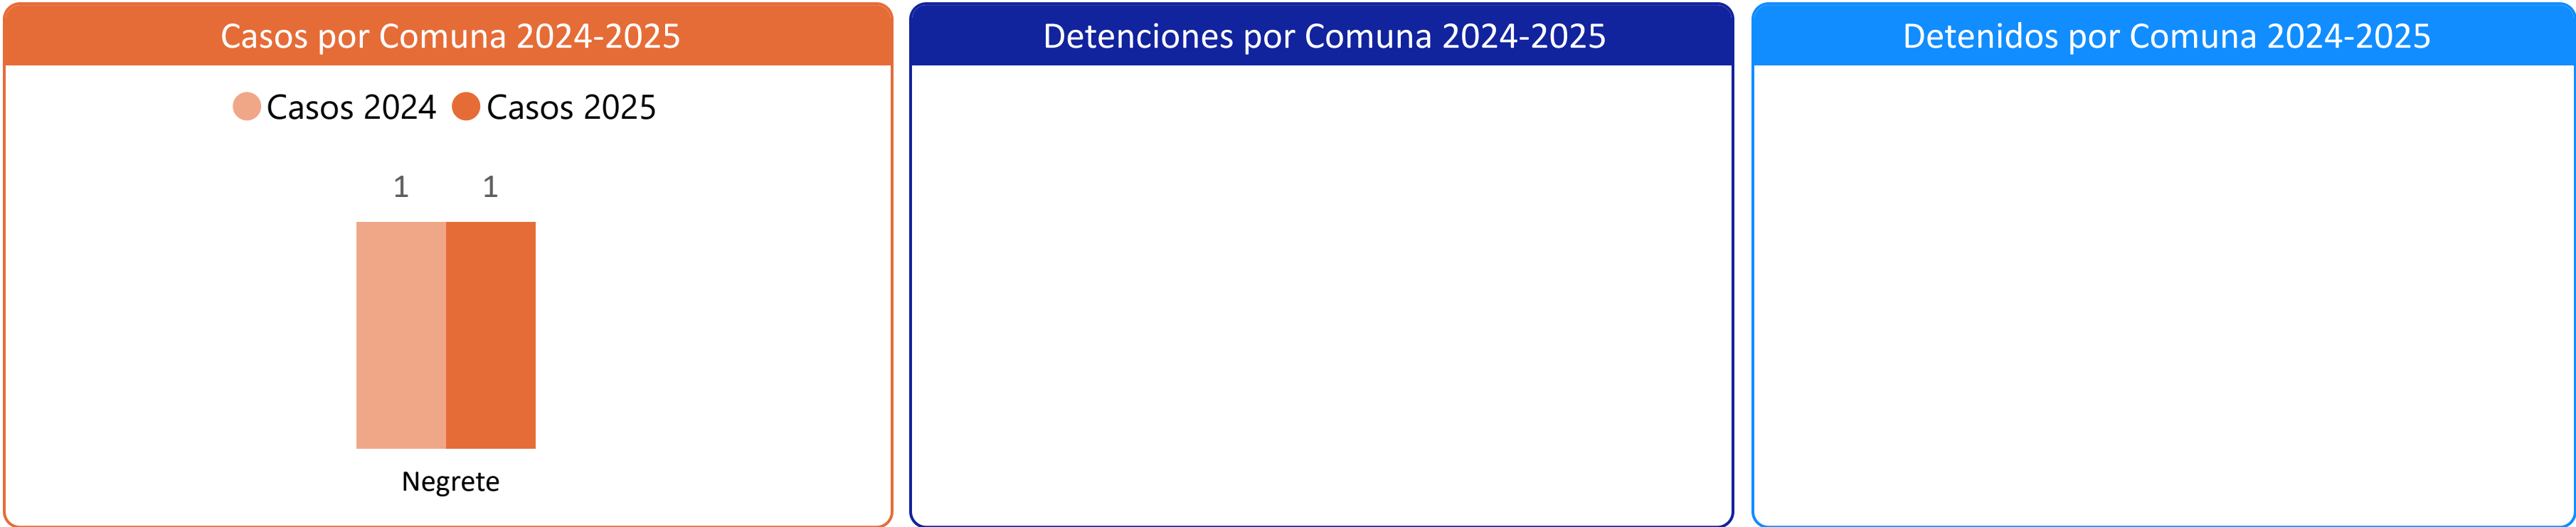 Casos por Comuna 2024-2025
Casos 2024 Casos 2025
1 1
Negrete
Detenciones por Comuna 2024-2025
Detenidos por Comuna 2024-2025